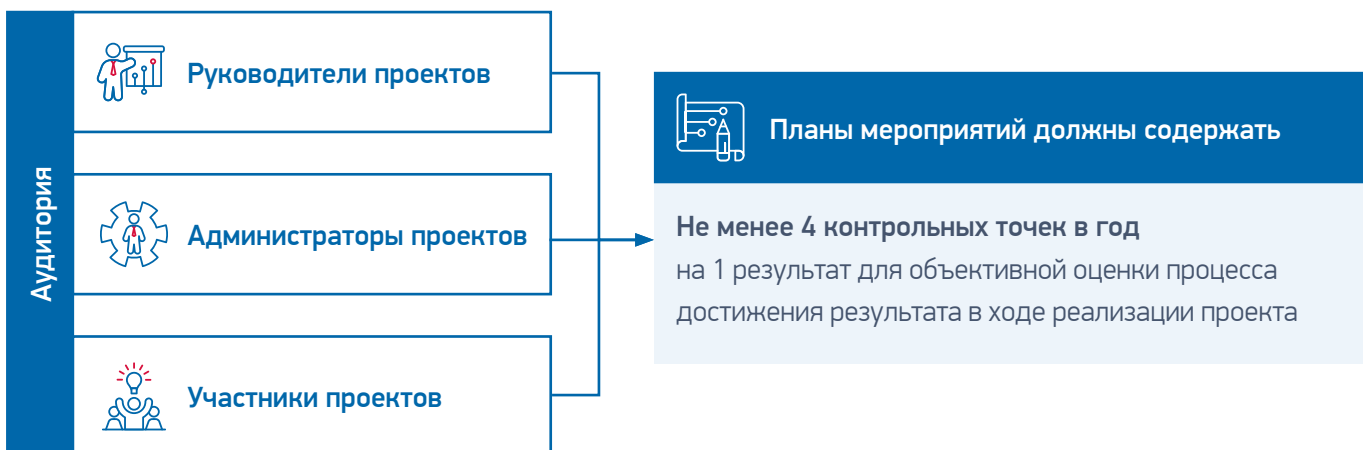 Аудитория
Руководители проектов
Администраторы проектов
Участники проектов
Планы мероприятий должны содержать
Не менее 4 контрольных точек в год
на 1 результат для объективной оценки процесса
достижения результата в ходе реализации проекта